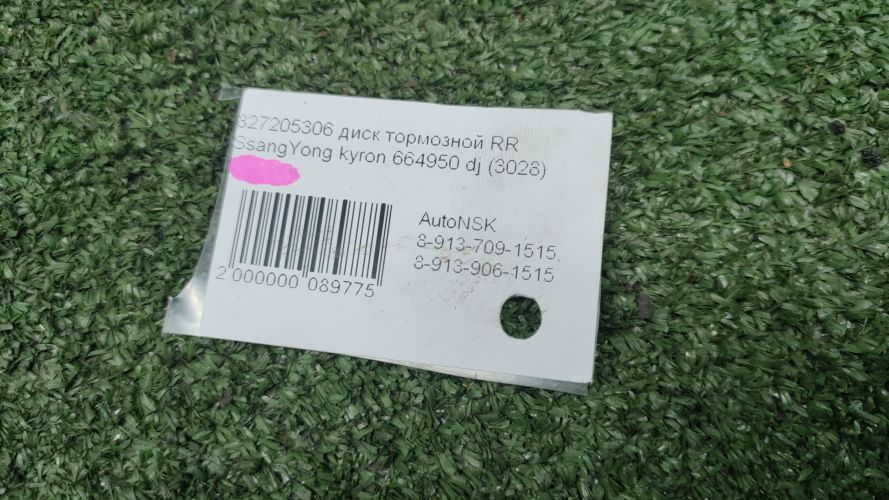 827205306 диск тормозной RR
SsangYong kyron 664950 dj (3028)
AutoNSK
8-913-709-1515,
8-913-906-1515
2 000000 089775